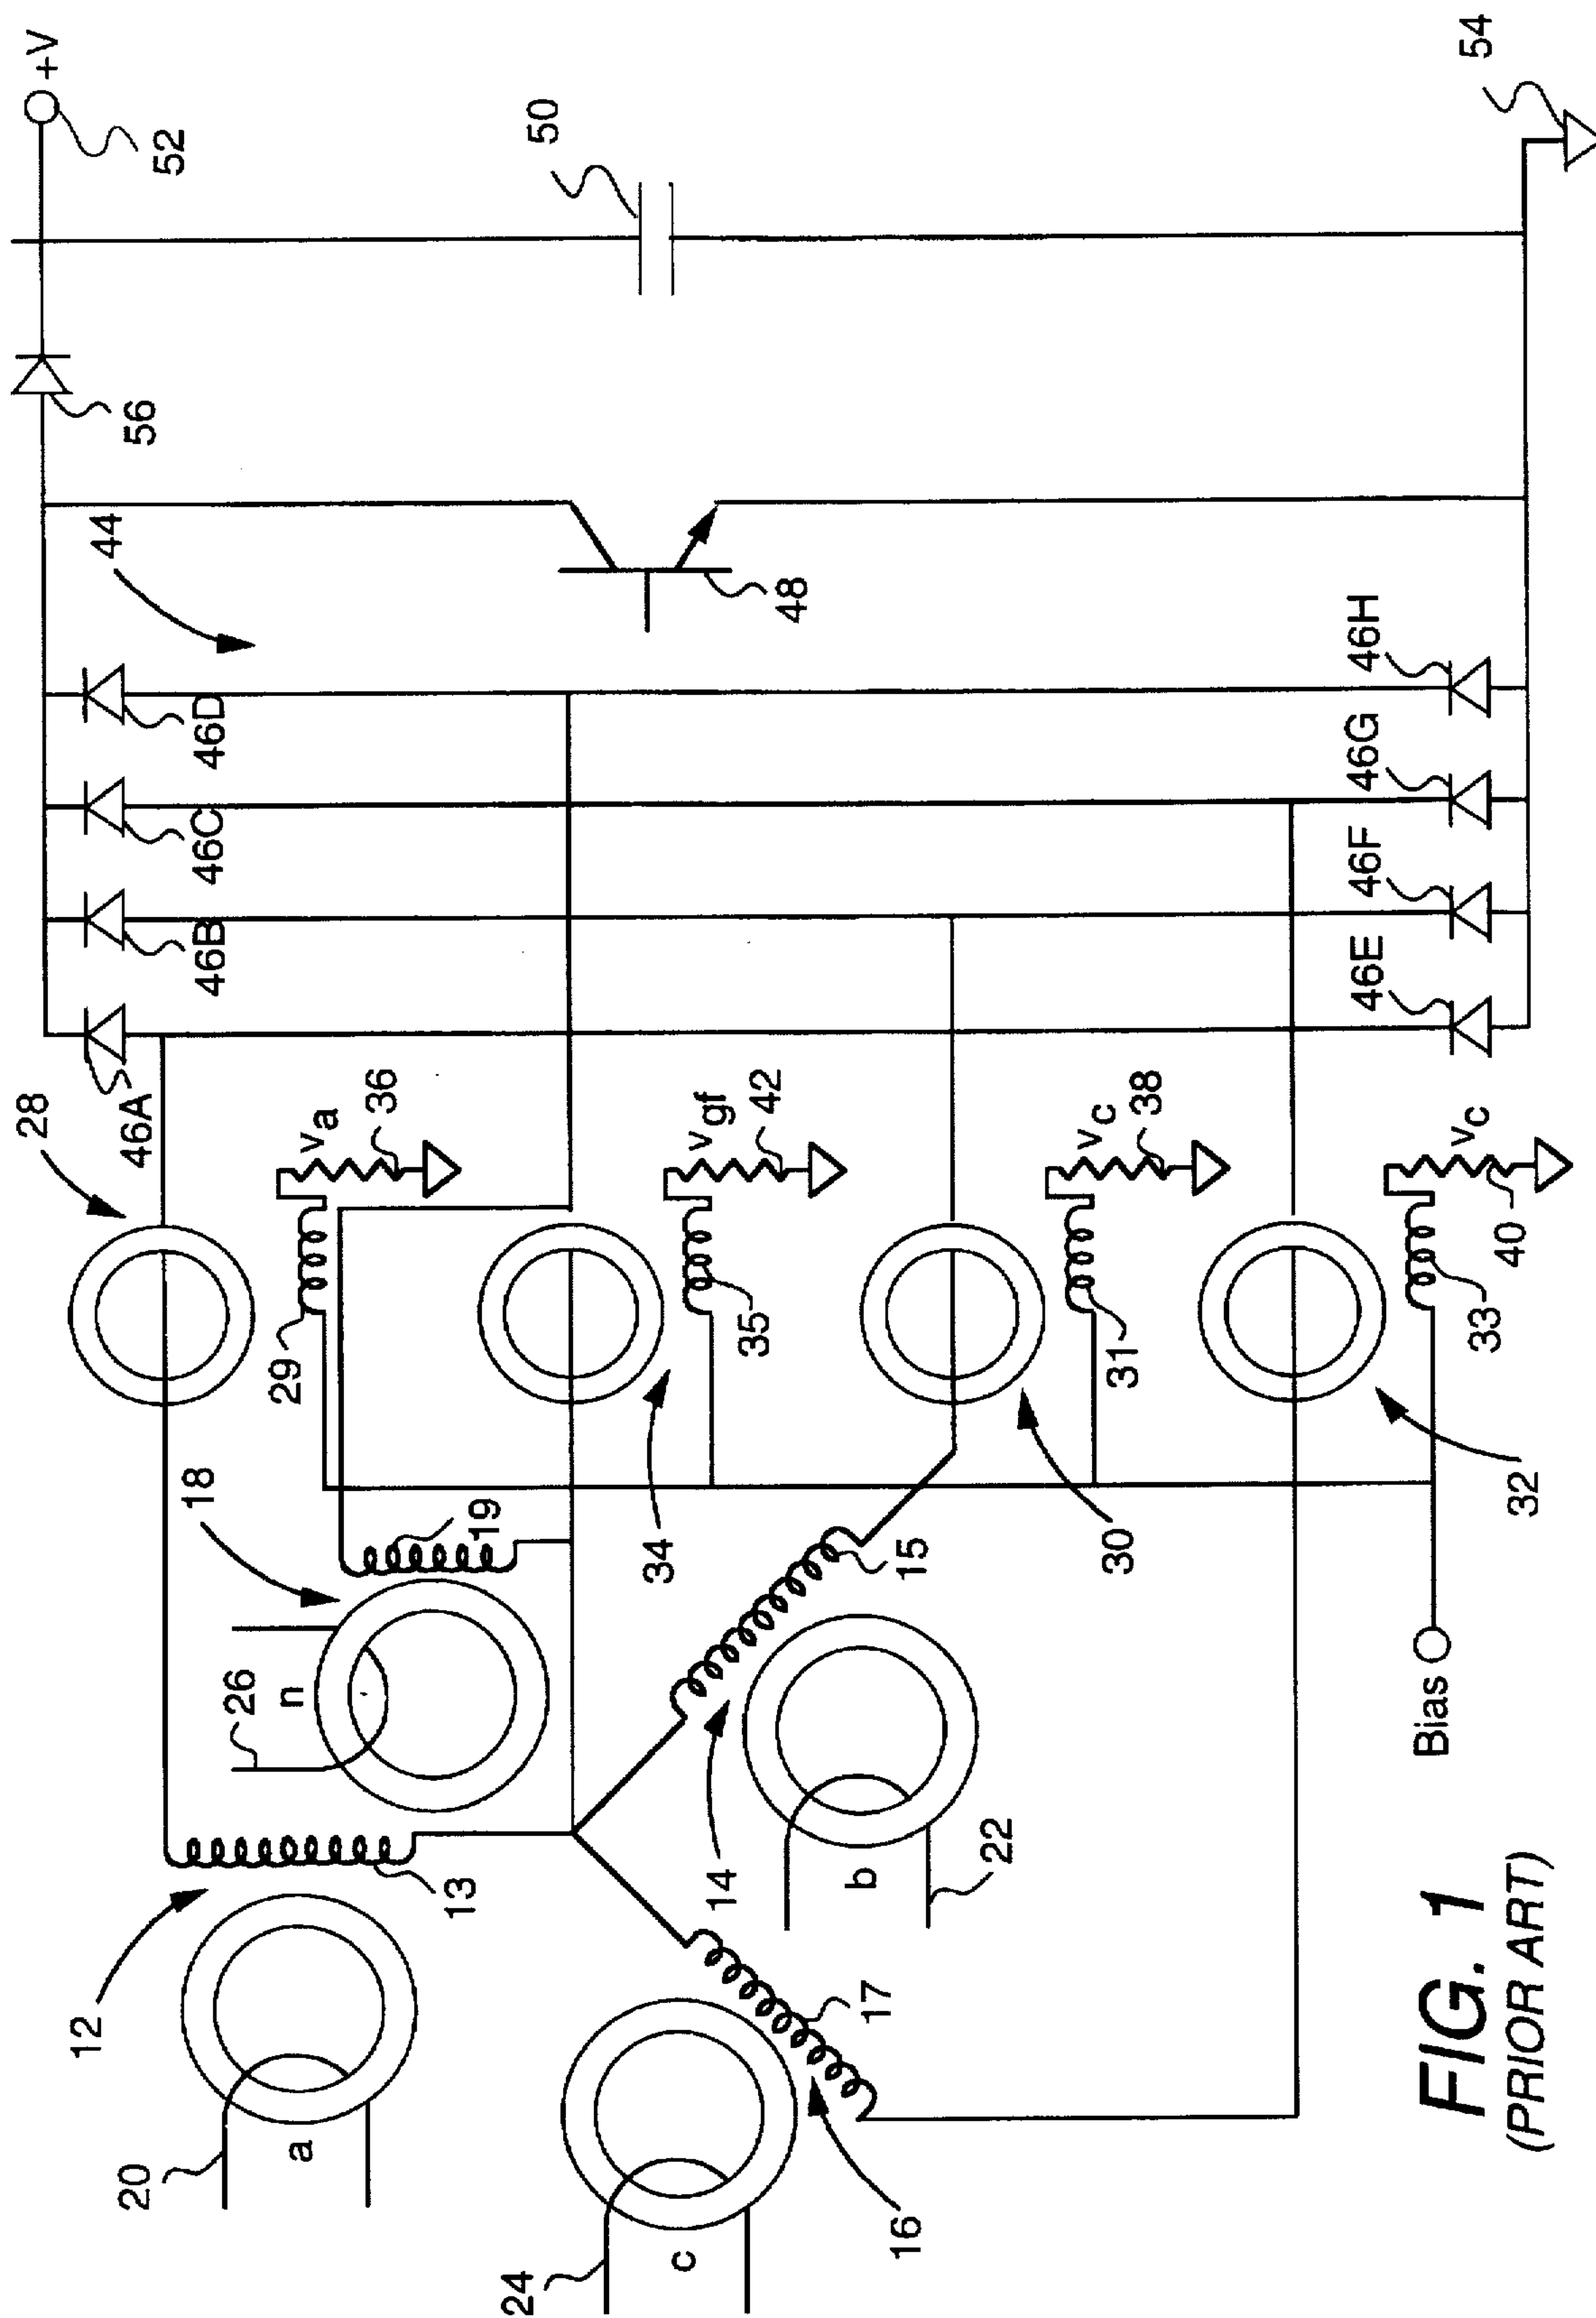 +V
52
50
54
56
44
48
46D
46C
46B
46A
46H
46G
46F
46E
28
va
36
vgf
42
vc
38
vc
40
29
35
31
33
18
19
34
15
30
32
26
n
12
13
14
b
22
Bias
20
a
17
16
24
c
FIG. 1
(PRIOR ART)